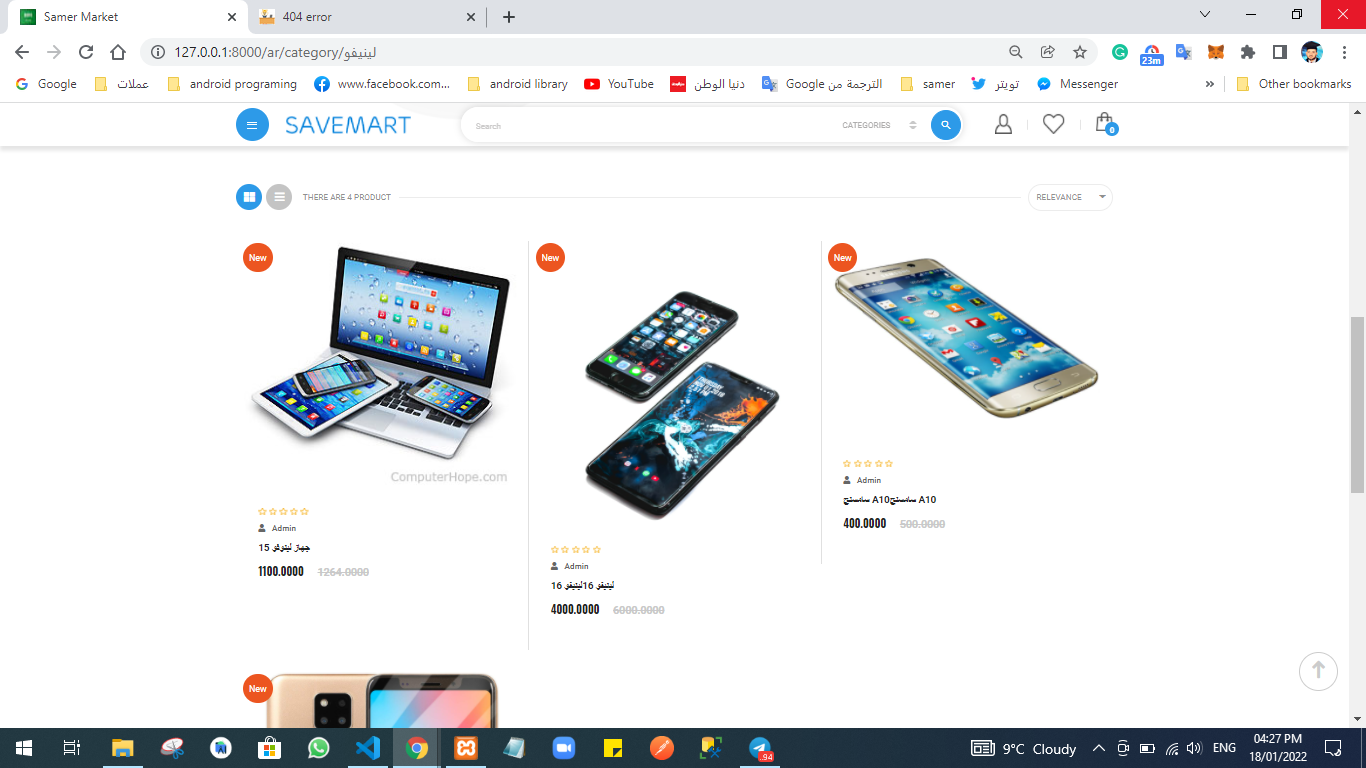 Samer Market
404 error
127.0.0.1:8000/ar/category/لينيفو
23m
Google
عملات
android programing
www.facebook.com...
android library
YouTube
دنيا الوطن
الترجمة من Google
samer
تويتر
Messenger
»
Other bookmarks
SAVEMART
Search
CATEGORIES
0
THERE ARE 4 PRODUCT
RELEVANCE
New
New
New
ComputerHope.com
Admin
جهاز لينوفو 15
1100.0000 1264.0000
Admin
لينيفو 16لينيفو 16
4000.0000 6000.0000
Admin
سامسنج A10سامسنج A10
400.0000 500.0000
New
.94
9°C Cloudy
ENG
04:27 PM
18/01/2022